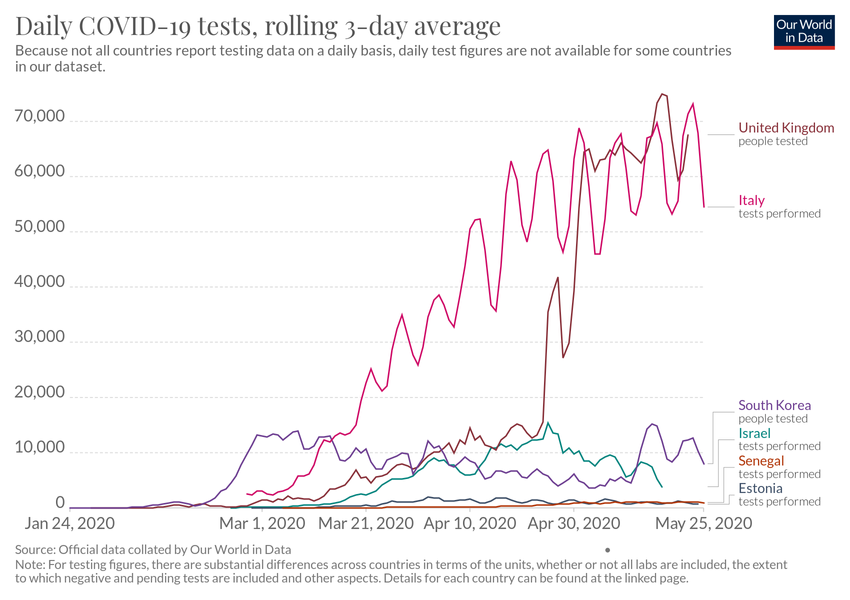 Daily COVID-19 tests, rolling 3-day average
Our World
in Data
Because not all countries report testing data on a daily basis, daily test figures are not available for some countries
in our dataset.
70,000
60,000
50,000
40,000
30,000
20,000
10,000
0
United Kingdom
people tested
Italy
tests performed
South Korea
people tested
Israel
tests performed
Senegal
tests performed
Estonia
tests performed
Jan 24, 2020
Mar 1, 2020
Mar 21, 2020
Apr 10, 2020
Apr 30, 2020
May 25, 2020
Source: Official data collated by Our World in Data
Note: For testing figures, there are substantial differences across countries in terms of the units, whether or not all labs are included, the extent
to which negative and pending tests are included and other aspects. Details for each country can be found at the linked page.